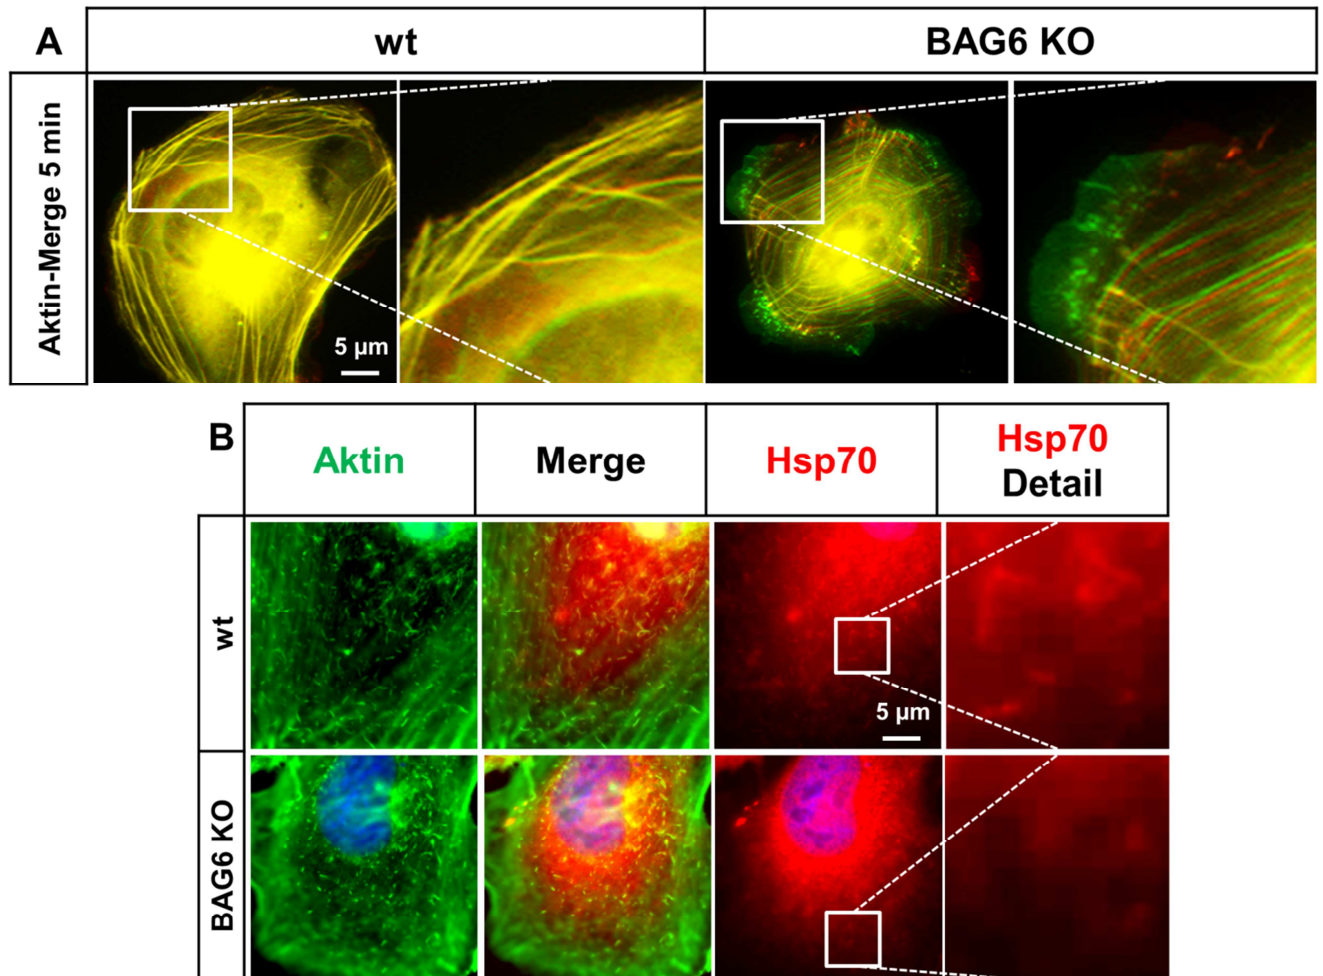 A
wt
BAG6 KO
Aktin-Merge 5 min
5 µm
B
Aktin
Merge
Hsp70
Hsp70
Detail
wt
5 µm
BAG6 KO